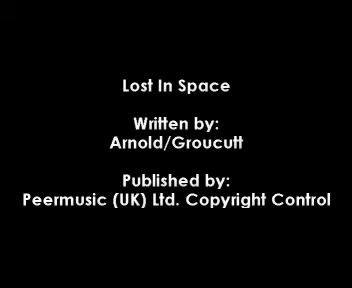 Lost In Space
Written by:
Arnold/Groucutt
Published by:
Peermusic (UK) Ltd. Copyright Control